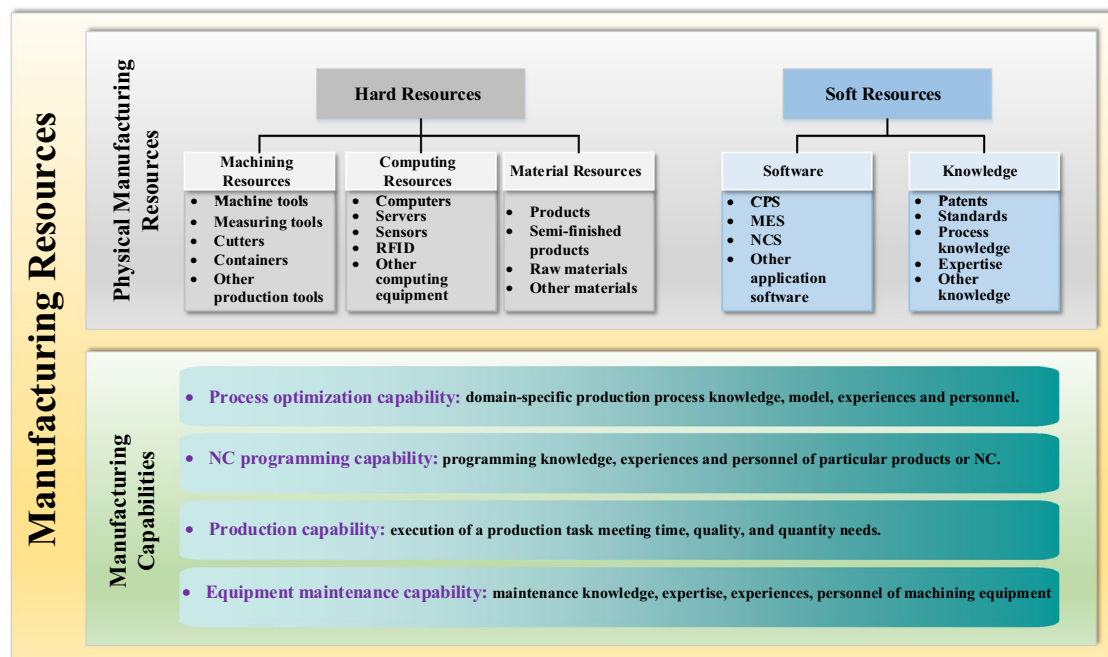 Manufacturing Resources
Physical Manufacturing
Resources
Hard Resources
Machining
Resources
• Machine tools
• Measuring tools
• Cutters
• Containers
• Other
production tools
Computing
Resources
• Computers
• Servers
• Sensors
• RFID
• Other
computing
equipment
Material Resources
• Products
• Semi-finished
products
• Raw materials
• Other materials
Soft Resources
Software
• CPS
• MES
• NCS
• Other
application
software
Knowledge
• Patents
• Standards
• Process
knowledge
• Expertise
• Other
knowledge
Manufacturing
Capabilities
• Process optimization capability: domain-specific production process knowledge, model, experiences and personnel.
• NC programming capability: programming knowledge, experiences and personnel of particular products or NC.
• Production capability: execution of a production task meeting time, quality, and quantity needs.
• Equipment maintenance capability: maintenance knowledge, expertise, experiences, personnel of machining equipment